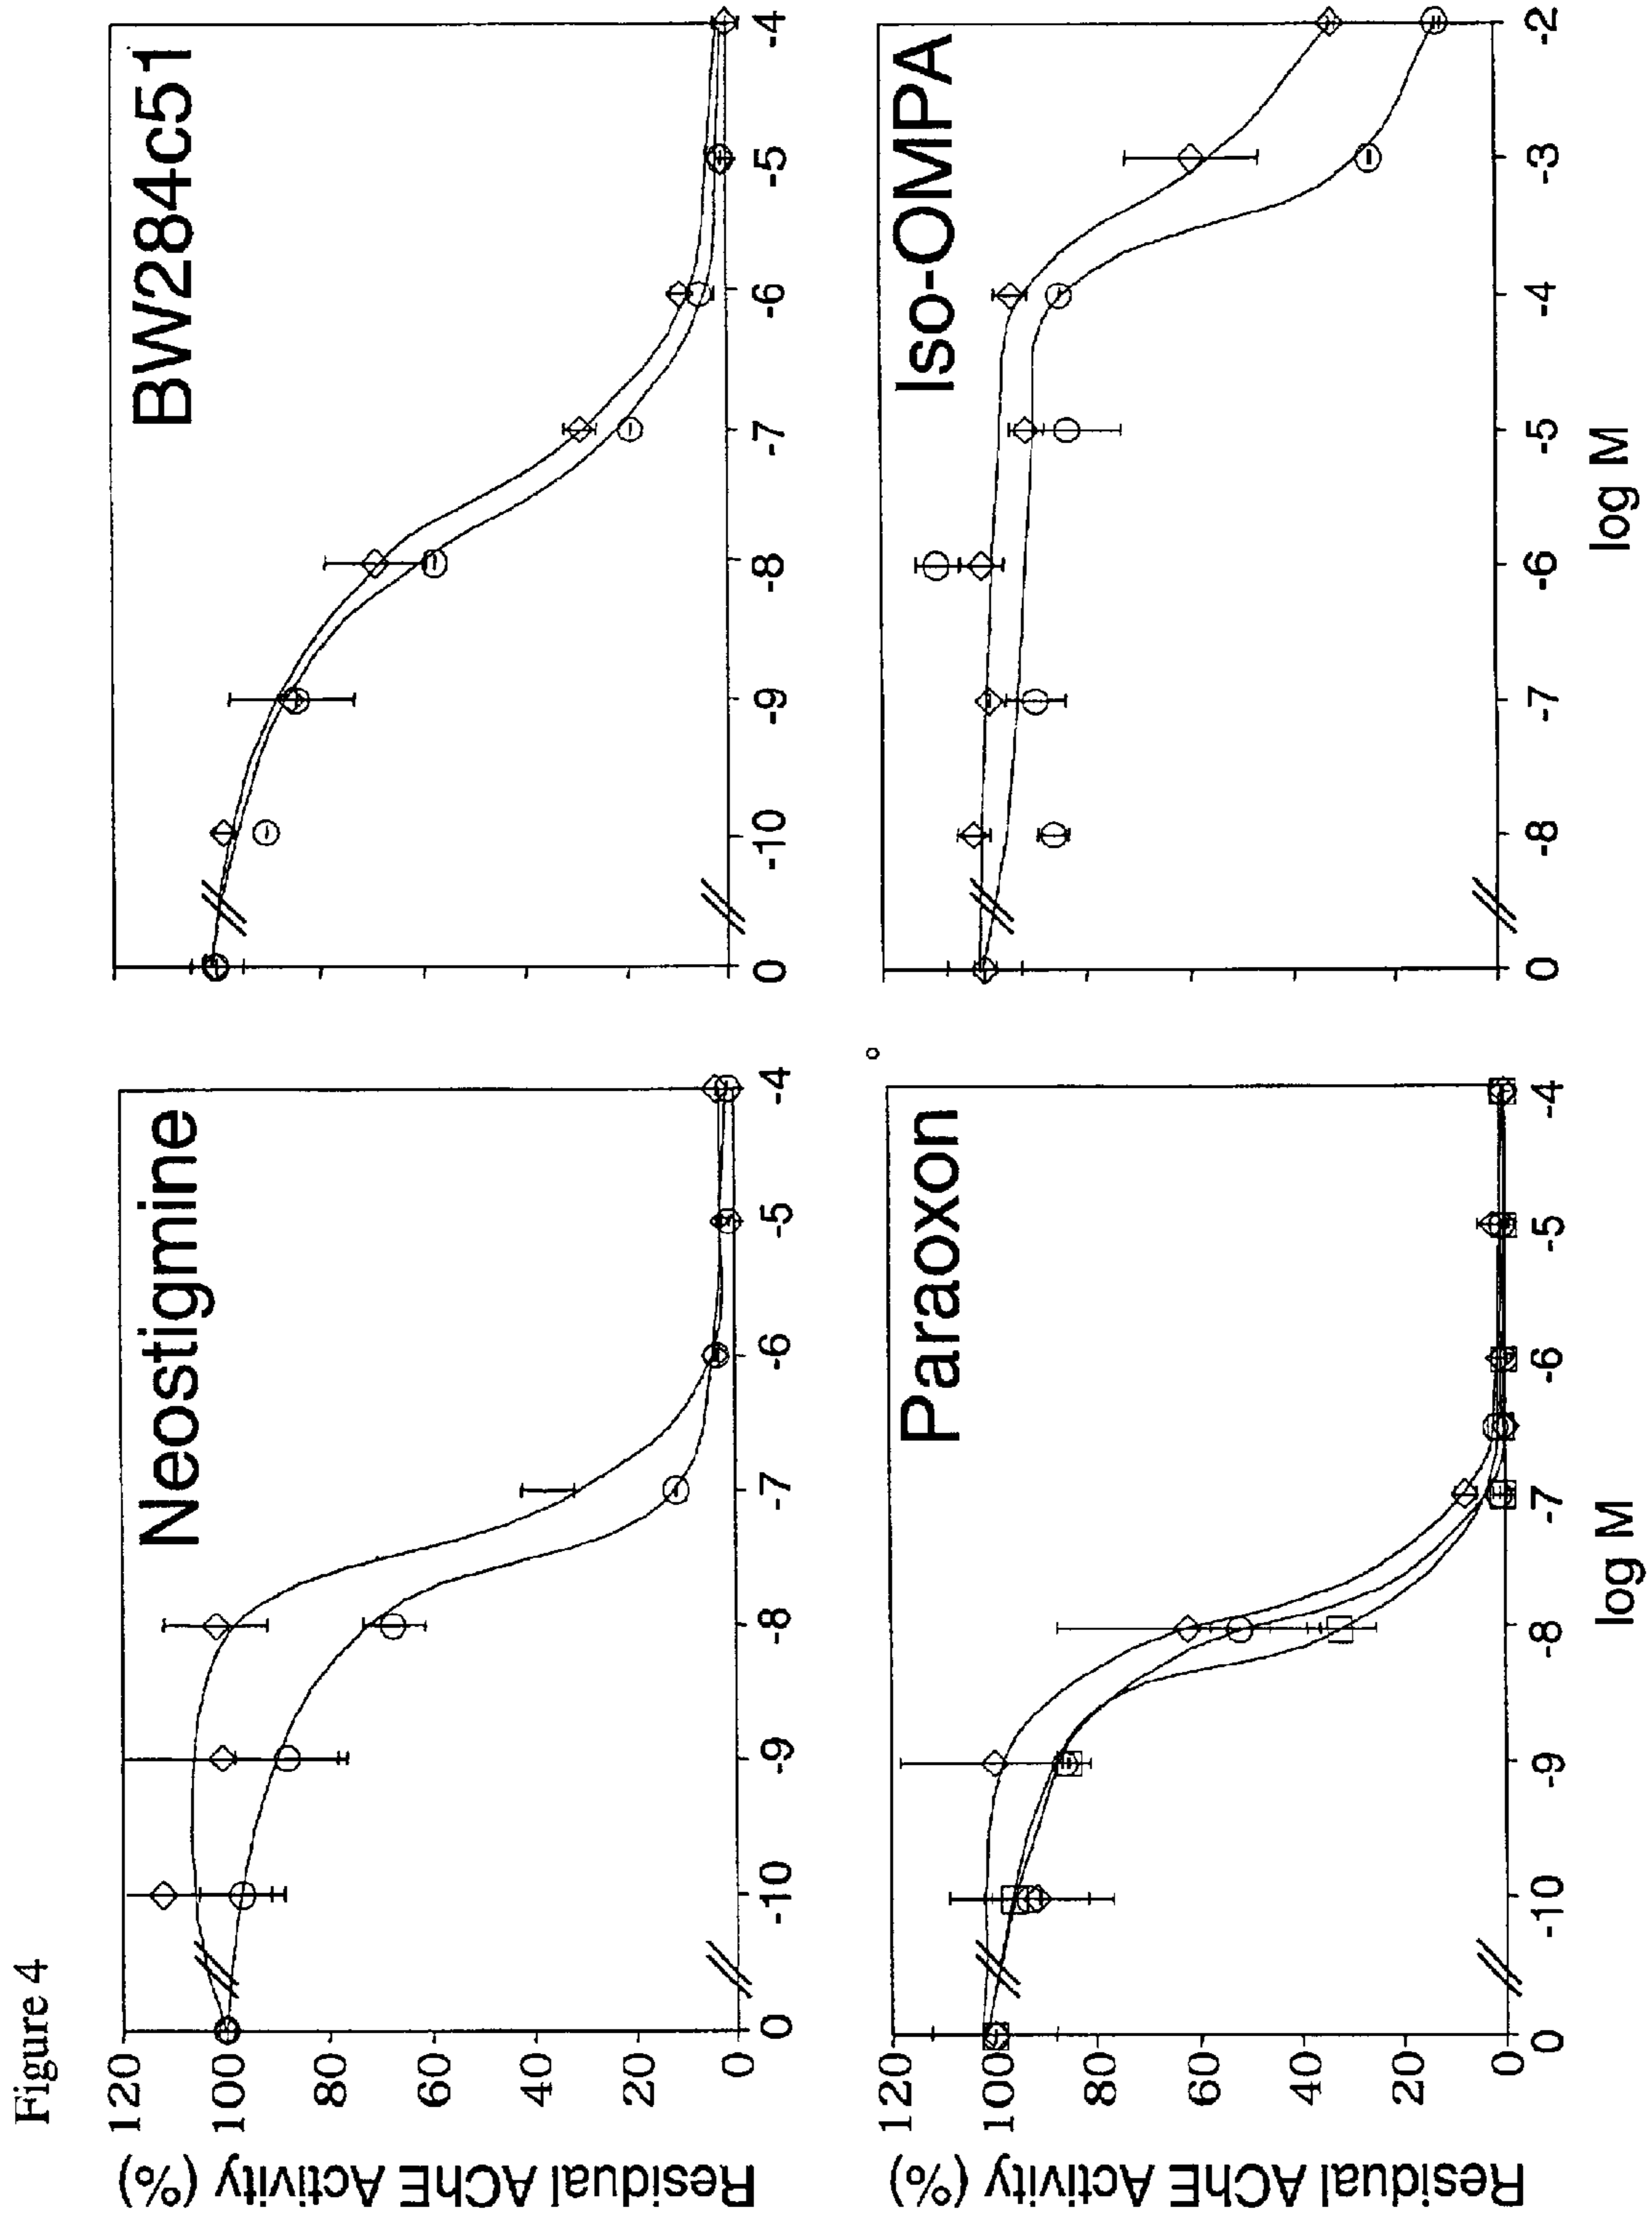 Figure 4
Neostigmine
BW284c51
Residual AChE Activity (%)
120
100
80
60
40
20
0
0 -10 -9 -8 -7 -6 -5 -4
0 -10 -9 -8 -7 -6 -5 -4
Paraoxon
Iso-OMPA
Residual AChE Activity (%)
120
100
80
60
40
20
0
0 -10 -9 -8 -7 -6 -5 -4
0 -8 -7 -6 -5 -4 -3 -2
log M
log M